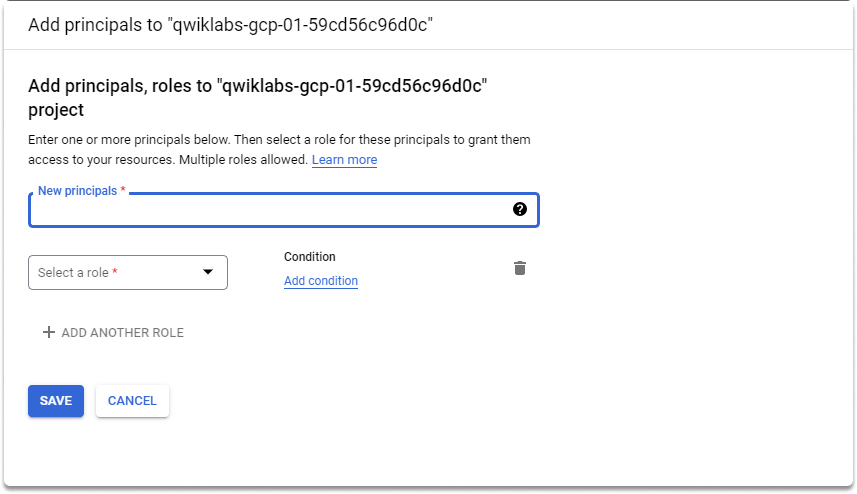 Add principals to "qwiklabs-gcp-01-59cd56c96d0c"
Add principals, roles to "qwiklabs-gcp-01-59cd56c96d0c"
project
Enter one or more principals below. Then select a role for these principals to grant them
access to your resources. Multiple roles allowed. Learn more
New principals *
?
Select a role *
Condition
Add condition
+ ADD ANOTHER ROLE
SAVE CANCEL